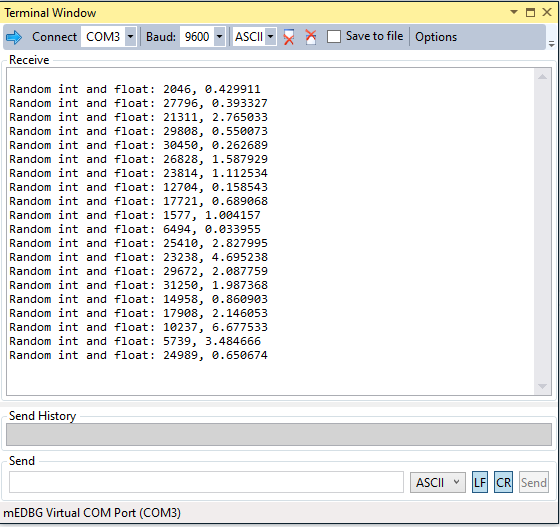 Terminal Window
Connect COM3 Baud: 9600 ASCII Save to file Options
Receive
Random int and float: 2046, 0.429911
Random int and float: 27796, 0.393327
Random int and float: 21311, 2.765033
Random int and float: 29808, 0.550073
Random int and float: 30450, 0.262689
Random int and float: 26828, 1.587929
Random int and float: 23814, 1.112534
Random int and float: 12704, 0.158543
Random int and float: 17721, 0.689068
Random int and float: 1577, 1.004157
Random int and float: 6494, 0.033955
Random int and float: 25410, 2.827995
Random int and float: 23238, 4.695238
Random int and float: 29672, 2.087759
Random int and float: 31250, 1.987368
Random int and float: 14958, 0.860903
Random int and float: 17908, 2.146053
Random int and float: 10237, 6.677533
Random int and float: 5739, 3.484666
Random int and float: 24989, 0.650674
Send History
Send
ASCII LF CR Send
mEDBG Virtual COM Port (COM3)